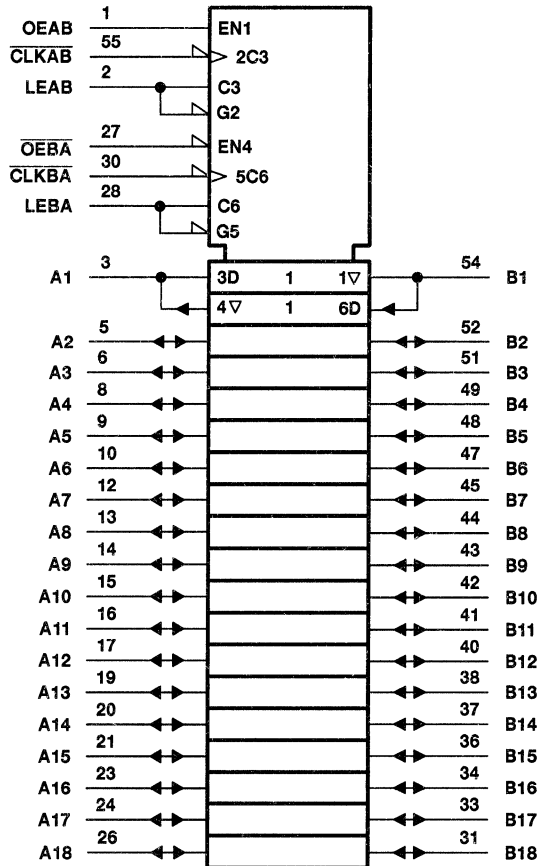 1
OEAB EN1
55
CLKAB 2C3
2
LEAB C3
G2
27
OEBA EN4
30
CLKBA 5C6
28
LEBA C6
G5
3 54
A1 3D 1 1▽ B1
4▽ 1 6D
5 52
A2 B2
6 51
A3 B3
8 49
A4 B4
9 48
A5 B5
10 47
A6 B6
12 45
A7 B7
13 44
A8 B8
14 43
A9 B9
15 42
A10 B10
16 41
A11 B11
17 40
A12 B12
19 38
A13 B13
20 37
A14 B14
21 36
A15 B15
23 34
A16 B16
24 33
A17 B17
26 31
A18 B18